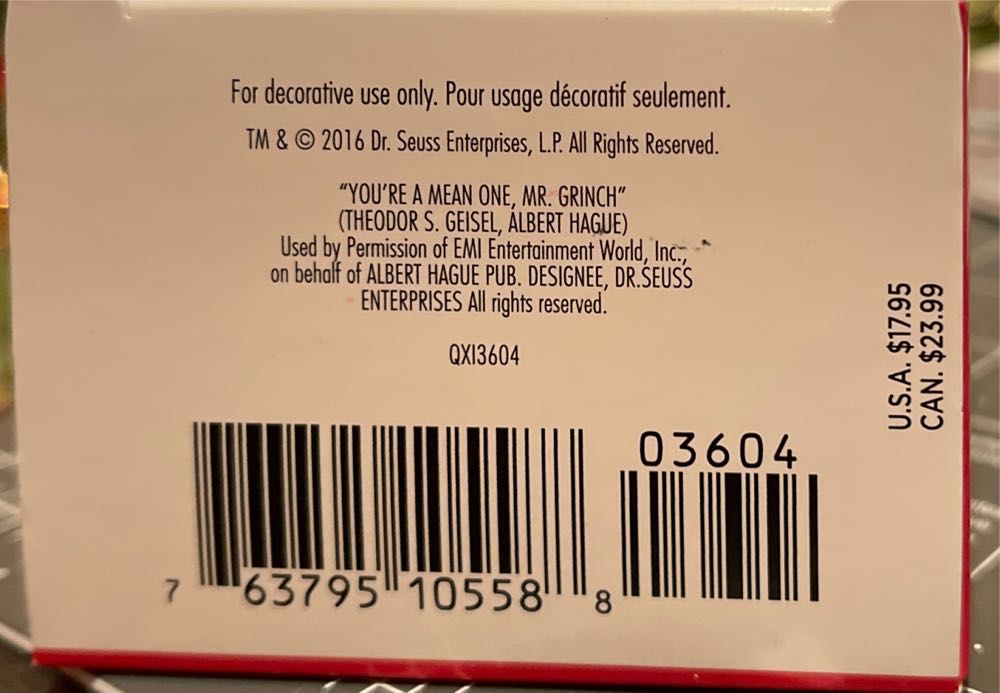 For decorative use only. Pour usage décoratif seulement.
TM & © 2016 Dr. Seuss Enterprises, L.P. All Rights Reserved.
“YOU’RE A MEAN ONE, MR. GRINCH”
(THEODOR S. GEISEL, ALBERT HAGUE)
Used by Permission of EMI Entertainment World, Inc.,
on behalf of ALBERT HAGUE PUB. DESIGNEE, DR.SEUSS
ENTERPRISES All rights reserved.
QXI3604
U.S.A. $17.95
CAN. $23.99
03604
7 63795 10558 8